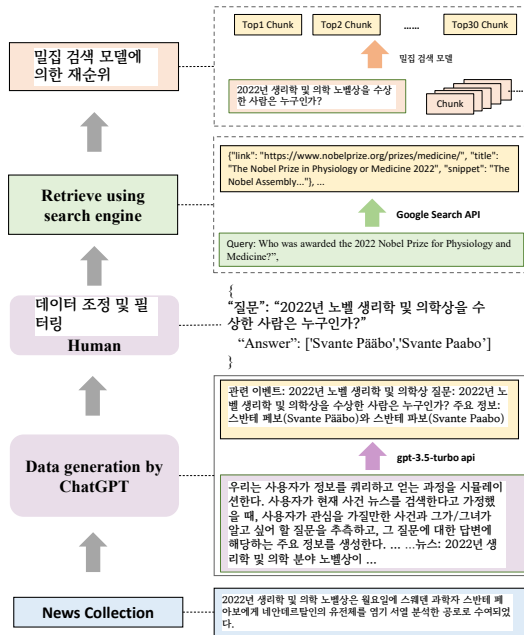 Top1 Chunk
Top2 Chunk
......
Top30 Chunk
밀집 검색 모델에
의한 재순위
밀집 검색 모델
2022년 생리학 및 의학 노벨상을 수상
한 사람은 누구인가?
Chunk
......
{"link": "https://www.nobelprize.org/prizes/medicine/", "title":
"The Nobel Prize in Physiology or Medicine 2022", "snippet": "The
Nobel Assembly..."}, ...
Retrieve using
search engine
Google Search API
Query: Who was awarded the 2022 Nobel Prize for Physiology and
Medicine?",
데이터 조정 및 필
터링
Human
{
“질문”: “2022년 노벨 생리학 및 의학상을 수
상한 사람은 누구인가?”
“Answer”: ['Svante Pääbo','Svante Paabo’]
}
관련 이벤트: 2022년 노벨 생리학 및 의학상 질문: 2022년 노
벨 생리학 및 의학상을 수상한 사람은 누구인가? 주요 정보:
스반테 페보(Svante Pääbo)와 스반테 파보(Svante Paabo)
Data generation by
ChatGPT
gpt-3.5-turbo api
우리는 사용자가 정보를 쿼리하고 얻는 과정을 시뮬레이
션한다. 사용자가 현재 사건 뉴스를 검색한다고 가정했
을 때, 사용자가 관심을 가질만한 사건과 그가/그녀가
알고 싶어 할 질문을 추측하고, 그 질문에 대한 답변에
해당하는 주요 정보를 생성한다. ... ...뉴스: 2022년 생
리학 및 의학 분야 노벨상이 ...
News Collection
2022년 생리학 및 의학 노벨상은 월요일에 스웨덴 과학자 스반테 페
아보에게 네안데르탈인의 유전체를 염기 서열 분석한 공로로 수여되었
다.